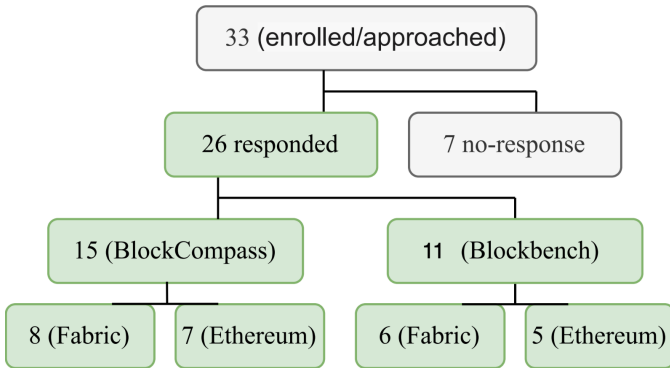 33 (enrolled/approached)
26 responded
7 no-response
15 (BlockCompass)
11 (Blockbench)
8 (Fabric)
7 (Ethereum)
6 (Fabric)
5 (Ethereum)